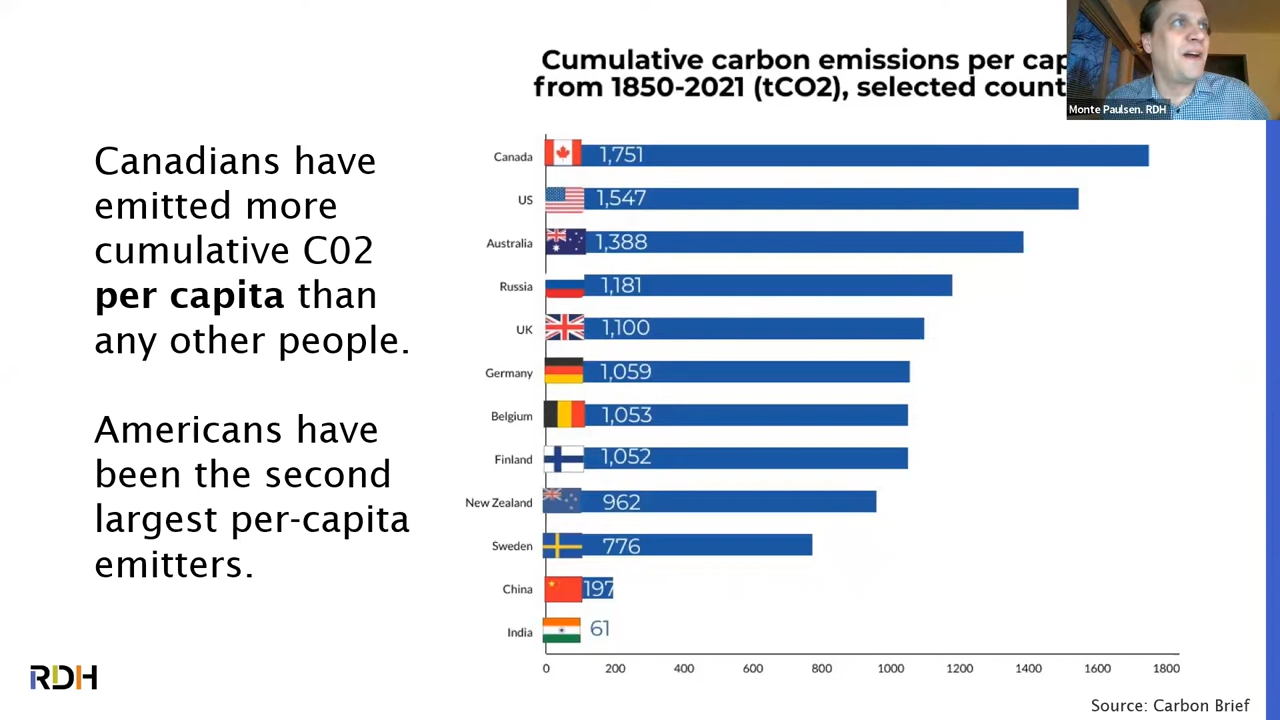 Cumulative carbon emissions per cap
from 1850-2021 (tCO2), selected count
Monte Paulsen. RDH
Canadians have
emitted more
cumulative C02
per capita than
any other people.
Americans have
been the second
largest per-capita
emitters.
Canada 1,751
US 1,547
Australia 1,388
Russia 1,181
UK 1,100
Germany 1,059
Belgium 1,053
Finland 1,052
New Zealand 962
Sweden 776
China 197
India 61
0 200 400 600 800 1000 1200 1400 1600 1800
RDH
Source: Carbon Brief